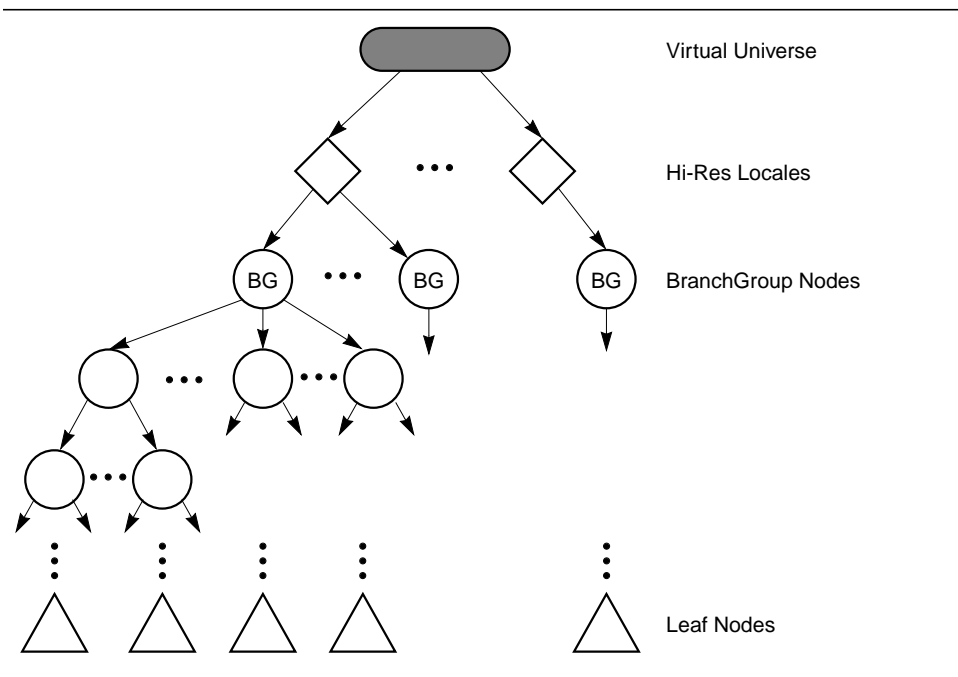 Virtual Universe
Hi-Res Locales
BG BG BG BranchGroup Nodes
Leaf Nodes